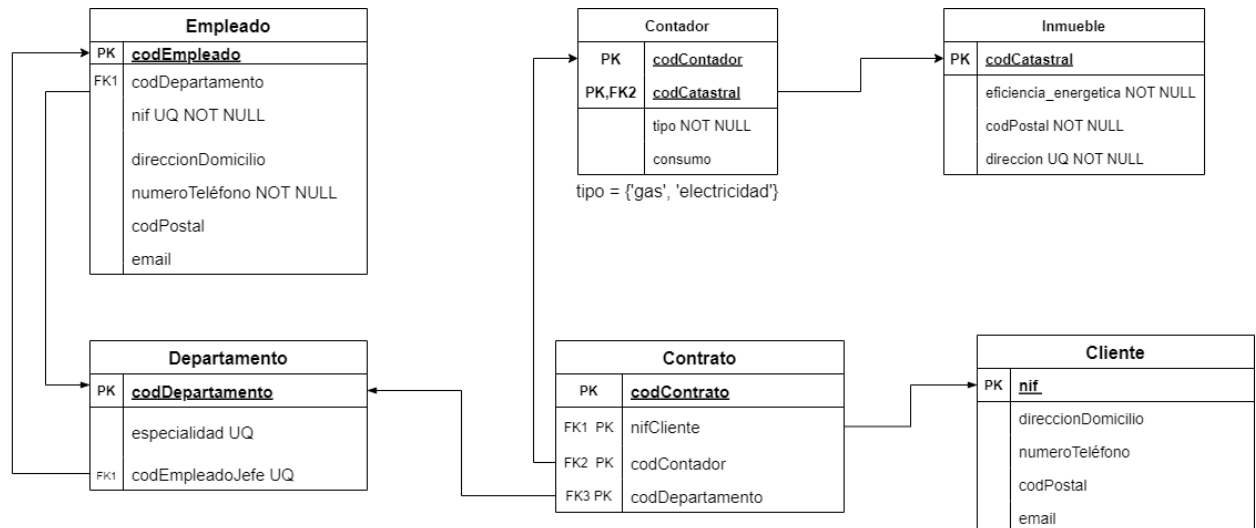 Empleado
PK codEmpleado
FK1 codDepartamento
nif UQ NOT NULL
direccionDomicilio
numeroTeléfono NOT NULL
codPostal
email
Contador
PK codContador
PK,FK2 codCatastral
tipo NOT NULL
consumo
tipo = {'gas', 'electricidad'}
Inmueble
PK codCatastral
eficiencia_energetica NOT NULL
codPostal NOT NULL
direccion UQ NOT NULL
Departamento
PK codDepartamento
especialidad UQ
FK1 codEmpleadoJefe UQ
Contrato
PK codContrato
FK1 PK nifCliente
FK2 PK codContador
FK3 PK codDepartamento
Cliente
PK nif
direccionDomicilio
numeroTeléfono
codPostal
email